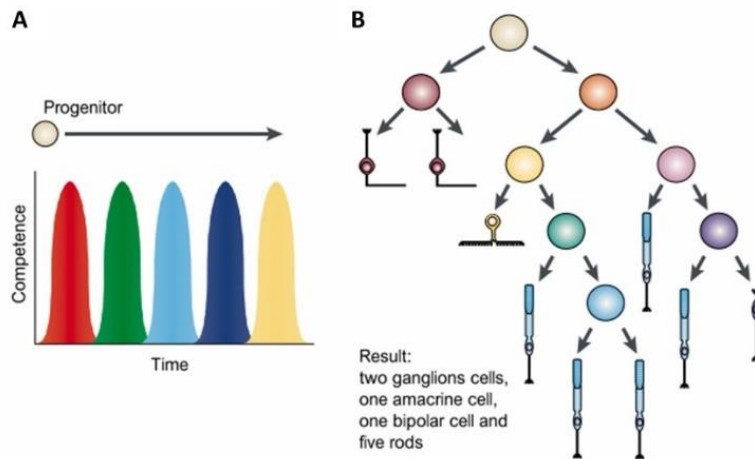 A
Progenitor
Competence
Time
B
Result:
two ganglions cells,
one amacrine cell,
one bipolar cell and
five rods